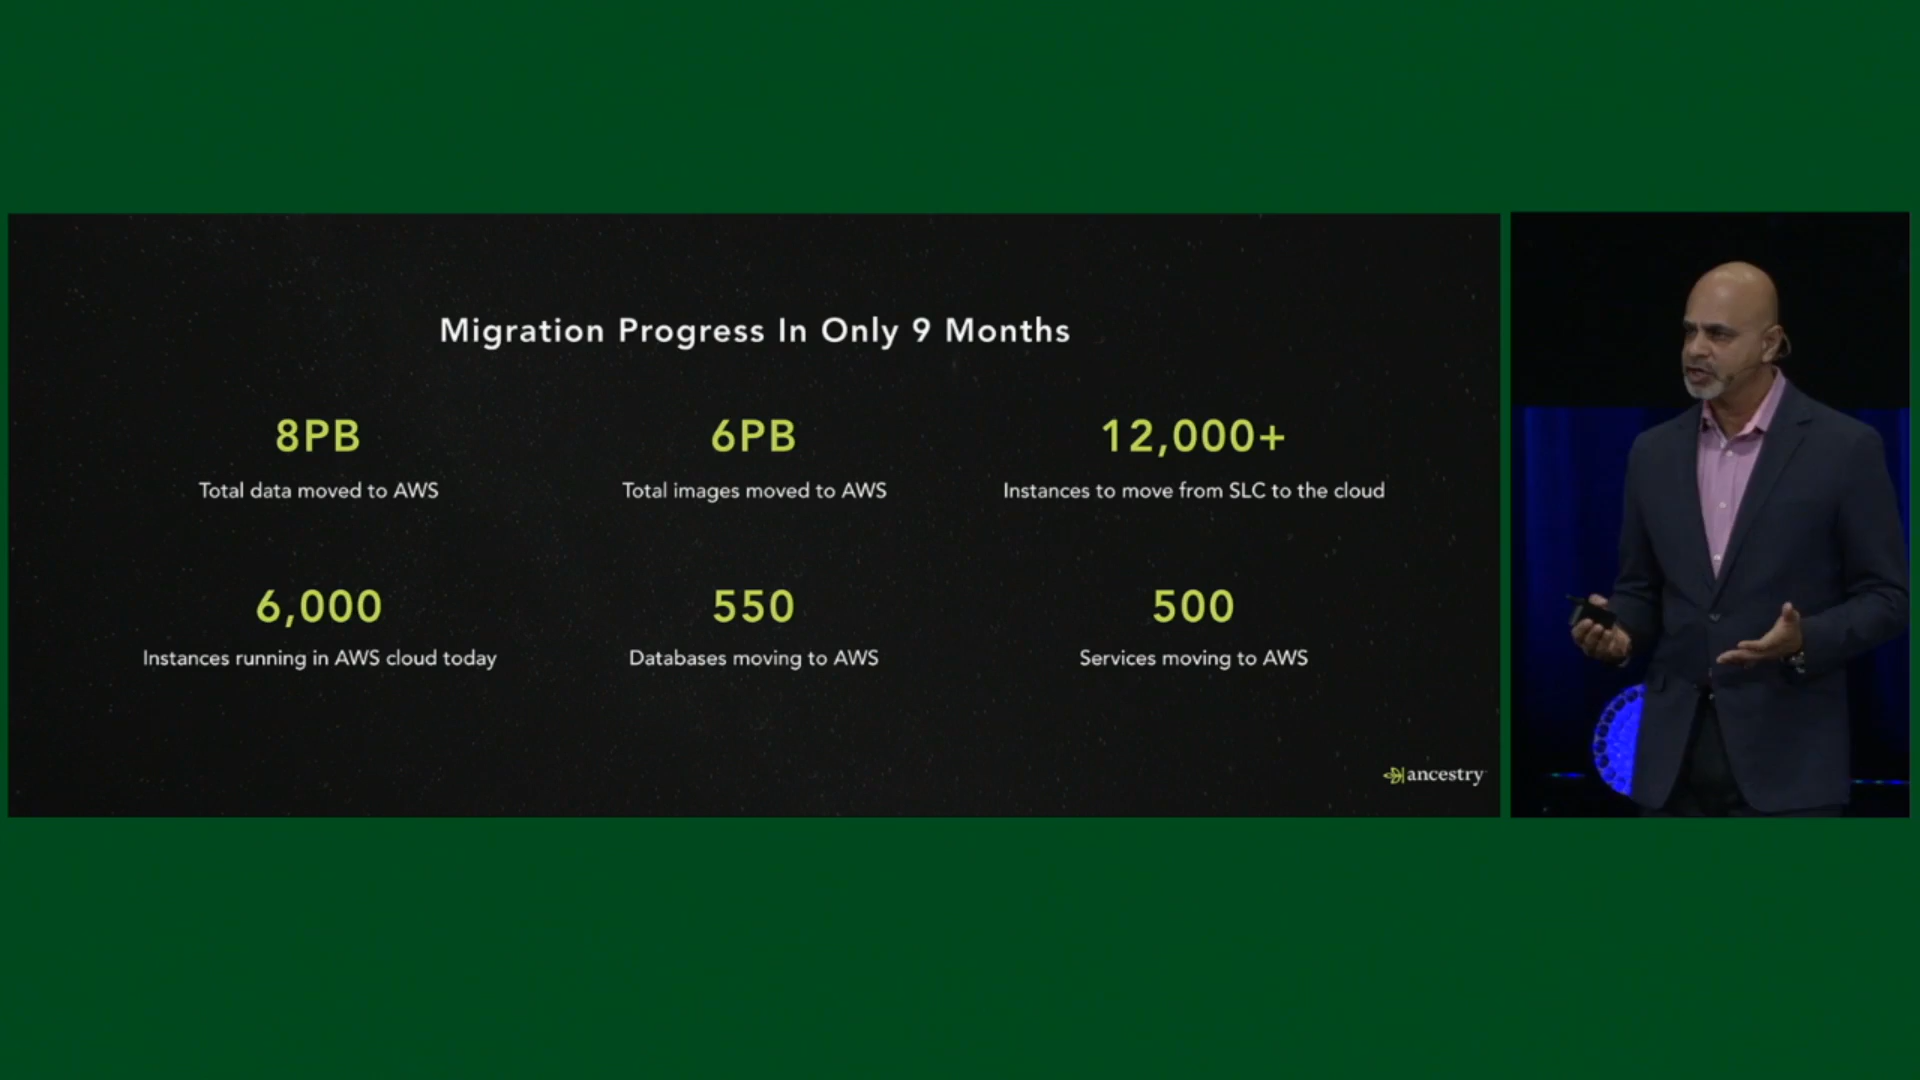 Migration Progress In Only 9 Months
8PB
Total data moved to AWS
6PB
Total images moved to AWS
12,000+
Instances to move from SLC to the cloud
6,000
Instances running in AWS cloud today
550
Databases moving to AWS
500
Services moving to AWS
ancestry